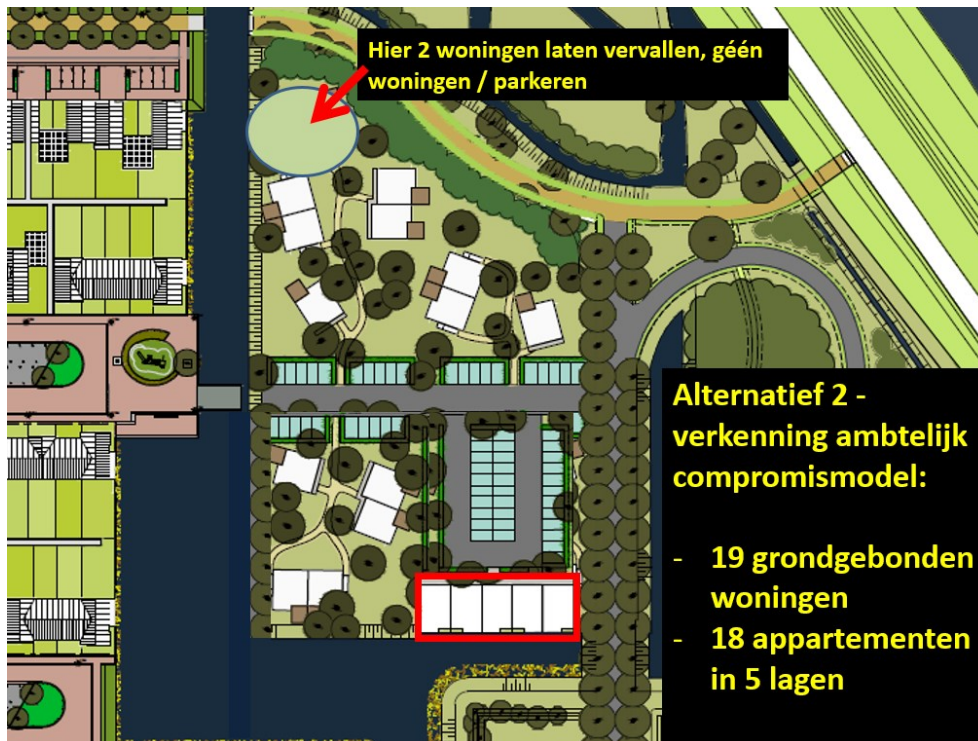 Hier 2 woningen laten vervallen, géén
woningen / parkeren
Alternatief 2 -
verkenning ambtelijk
compromismodel:
- 19 grondgebonden
woningen
- 18 appartementen
in 5 lagen